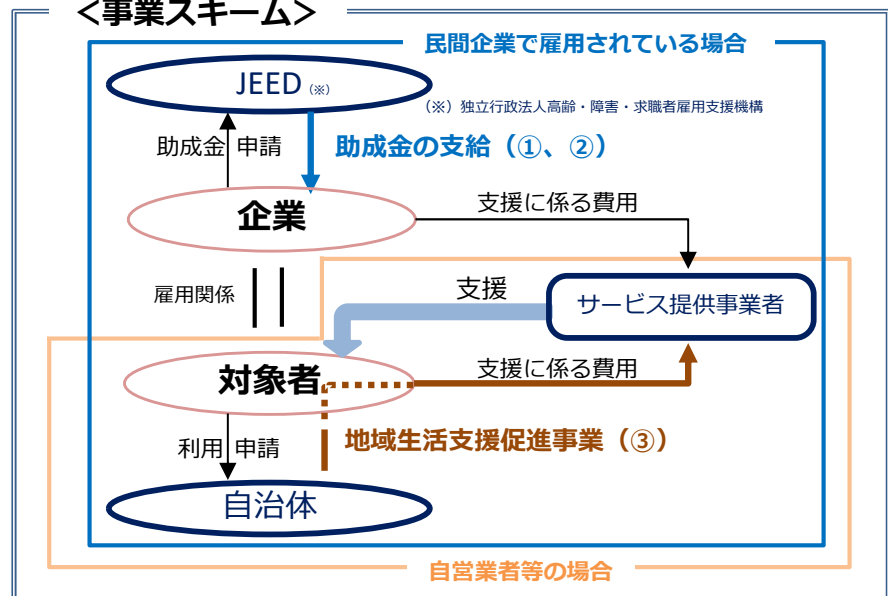 ＜事業スキーム＞
民間企業で雇用されている場合
JEED（※）
（※）独立行政法人高齢・障害・求職者雇用支援機構
助成金 申請
助成金の支給（①、②）
企業
支援に係る費用
雇用関係
支援
サービス提供事業者
対象者
支援に係る費用
利用 申請
地域生活支援促進事業（③）
自治体
自営業者等の場合